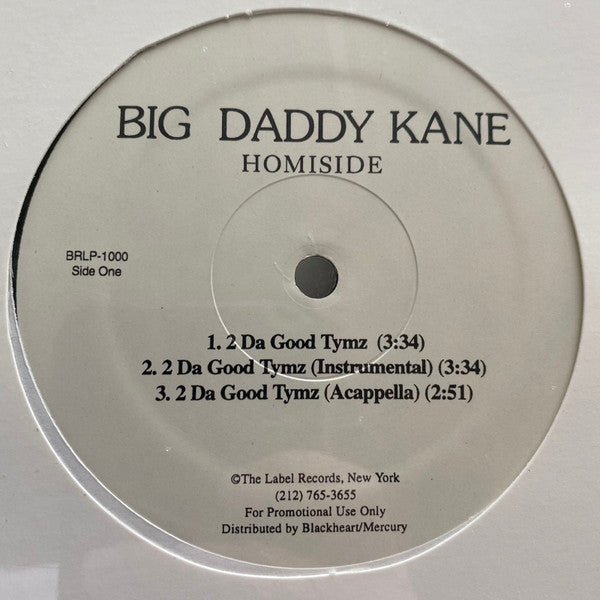 BIG DADDY KANE
HOMISIDE
BRLP-1000
Side One
1. 2 Da Good Tymz (3:34)
2. 2 Da Good Tymz (Instrumental) (3:34)
3. 2 Da Good Tymz (Acappella) (2:51)
©The Label Records, New York
(212) 765-3655
For Promotional Use Only
Distributed by Blackheart/Mercury